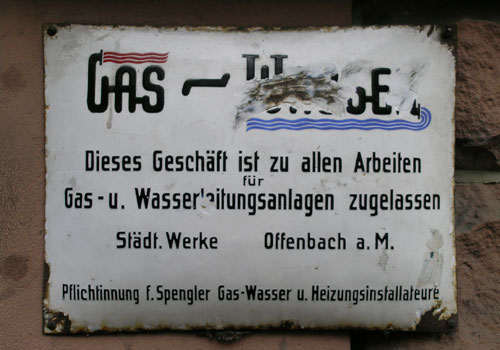 GAS ~
Dieses Geschäft ist zu allen Arbeiten
für
Gas- u. Wasserleitungsanlagen zugelassen
Städt. Werke Offenbach a. M.
Pflichtinnung f. Spengler Gas-Wasser u. Heizungsinstallateure